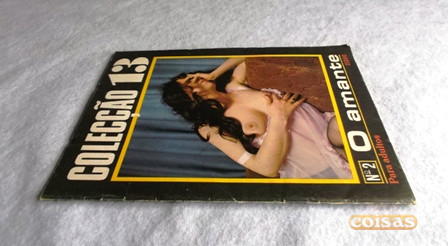 COLECÇÃO 13
Nº 2
O amante
Para adultos
coisas